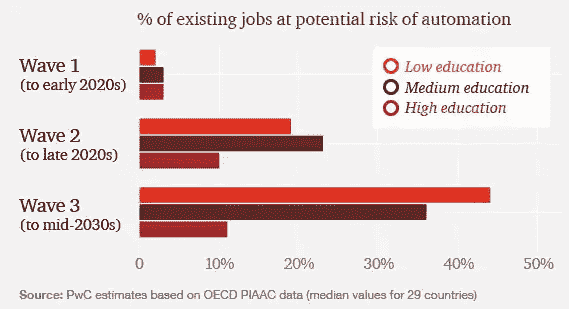 % of existing jobs at potential risk of automation
Low education
Medium education
High education
Wave 1
(to early 2020s)
Wave 2
(to late 2020s)
Wave 3
(to mid-2030s)
0 10% 20% 30% 40% 50%
Source: PwC estimates based on OECD PIAAC data (median values for 29 countries)